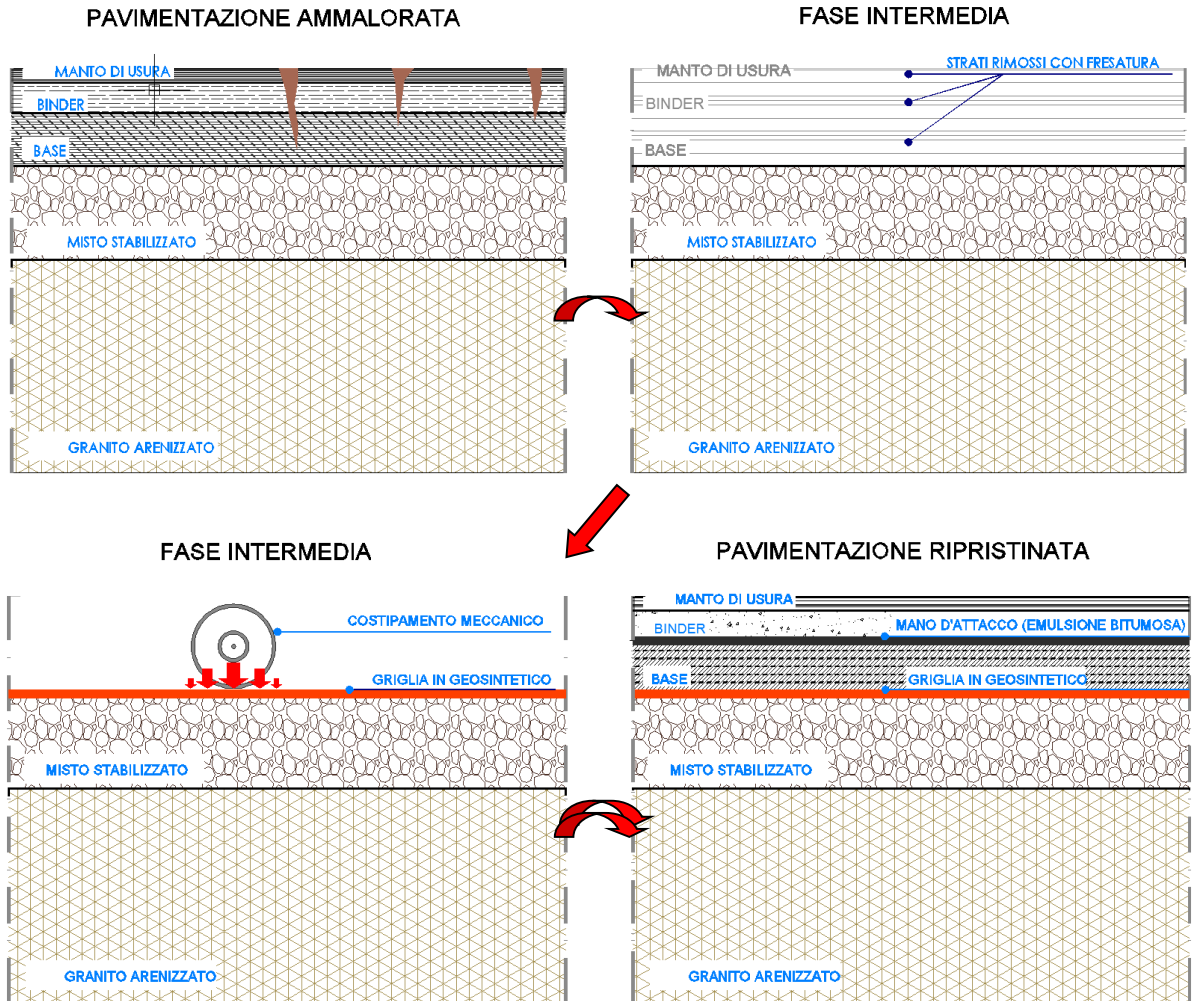 PAVIMENTAZIONE AMMALORATA
MANTO DI USURA
BINDER
BASE
MISTO STABILIZZATO
GRANITO ARENIZZATO
FASE INTERMEDIA
MANTO DI USURA
STRATI RIMOSSI CON FRESATURA
BINDER
BASE
MISTO STABILIZZATO
GRANITO ARENIZZATO
FASE INTERMEDIA
COSTIPAMENTO MECCANICO
GRIGLIA IN GEOSINTETICO
MISTO STABILIZZATO
GRANITO ARENIZZATO
PAVIMENTAZIONE RIPRISTINATA
MANTO DI USURA
BINDER
MANO D'ATTACCO (EMULSIONE BITUMOSA)
BASE
GRIGLIA IN GEOSINTETICO
MISTO STABILIZZATO
GRANITO ARENIZZATO